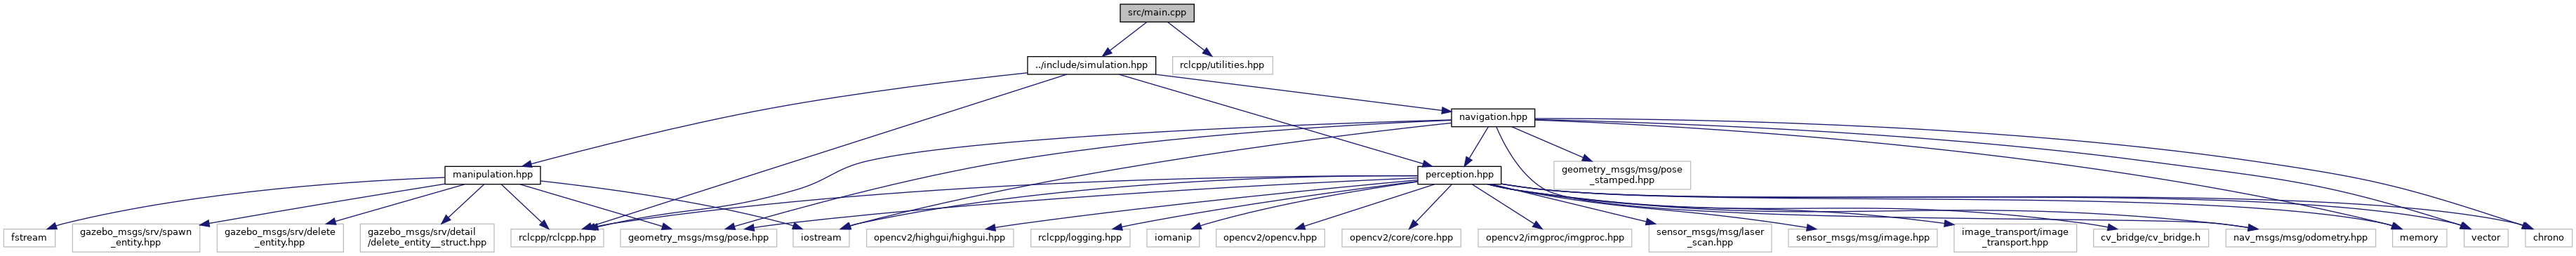 src/main.cpp
../include/simulation.hpp
rclcpp/utilities.hpp
navigation.hpp
manipulation.hpp
perception.hpp
geometry_msgs/msg/pose
_stamped.hpp
fstream
gazebo_msgs/srv/spawn
_entity.hpp
gazebo_msgs/srv/delete
_entity.hpp
gazebo_msgs/srv/detail
/delete_entity__struct.hpp
rclcpp/rclcpp.hpp
geometry_msgs/msg/pose.hpp
iostream
opencv2/highgui/highgui.hpp
rclcpp/logging.hpp
iomanip
opencv2/opencv.hpp
opencv2/core/core.hpp
opencv2/imgproc/imgproc.hpp
sensor_msgs/msg/laser
_scan.hpp
sensor_msgs/msg/image.hpp
image_transport/image
_transport.hpp
cv_bridge/cv_bridge.h
nav_msgs/msg/odometry.hpp
memory
vector
chrono